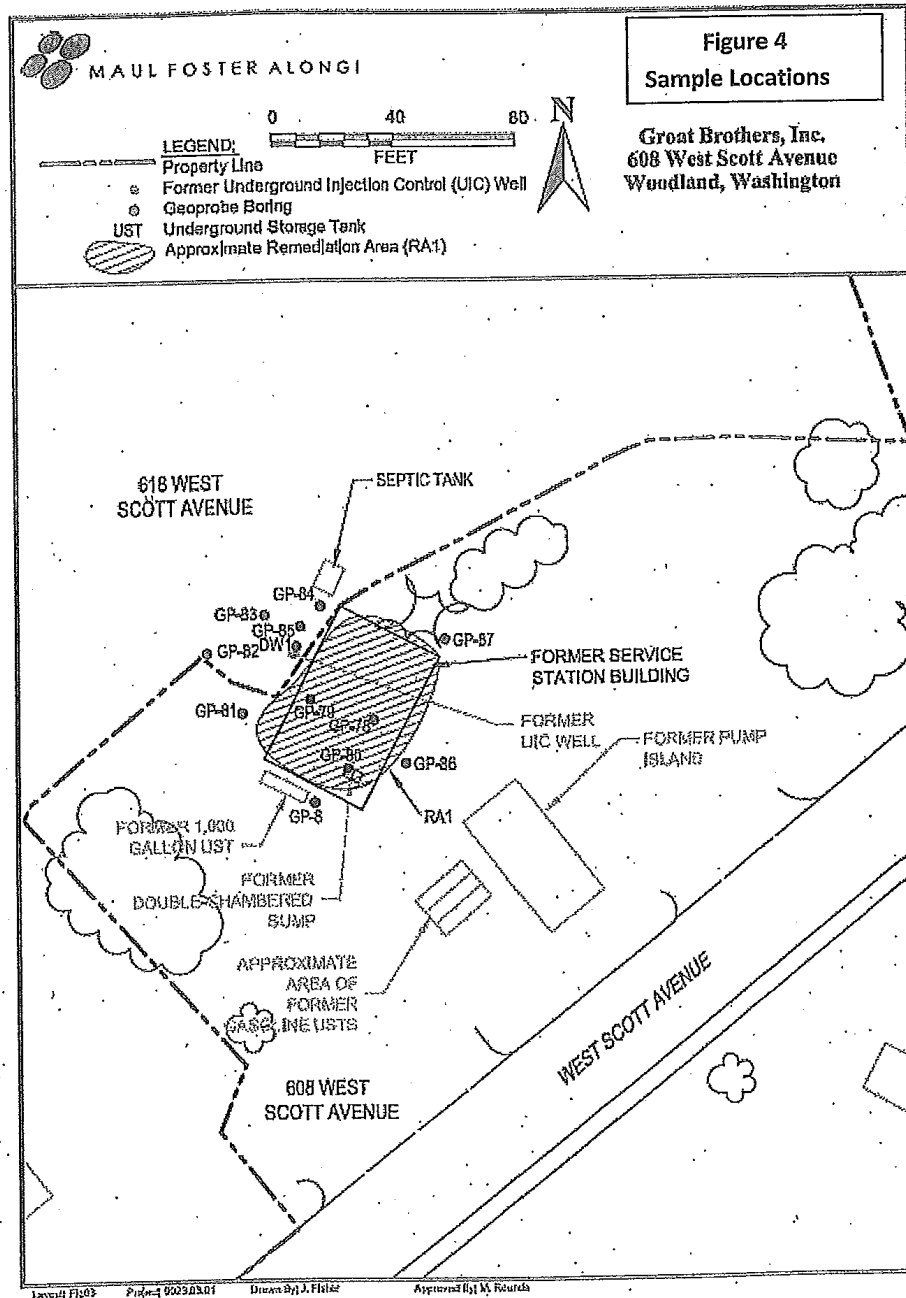 MAUL FOSTER ALONGI
Figure 4
Sample Locations
Groat Brothers, Inc.
608 West Scott Avenue
Woodland, Washington
0 40 80
FEET
N
LEGEND:
Property Line
Former Underground Injection Control (UIC) Well
Geoprobe Boring
UST Underground Storage Tank
Approximate Remediation Area (RA1)
618 WEST
SCOTT AVENUE
SEPTIC TANK
GP-84
GP-83
GP-85
DW1
GP-82
GP-87
FORMER SERVICE
STATION BUILDING
GP-79
GP-81
GP-78
FORMER
UIC WELL
FORMER PUMP
ISLAND
GP-86
GP-8
RA1
FORMER 1,000
GALLON UST
FORMER
DOUBLE-CHAMBERED
SUMP
APPROXIMATE
AREA OF
FORMER
GASOLINE USTS
WEST SCOTT AVENUE
608 WEST
SCOTT AVENUE
Drawn By: J. Fisher
Approved By: M.